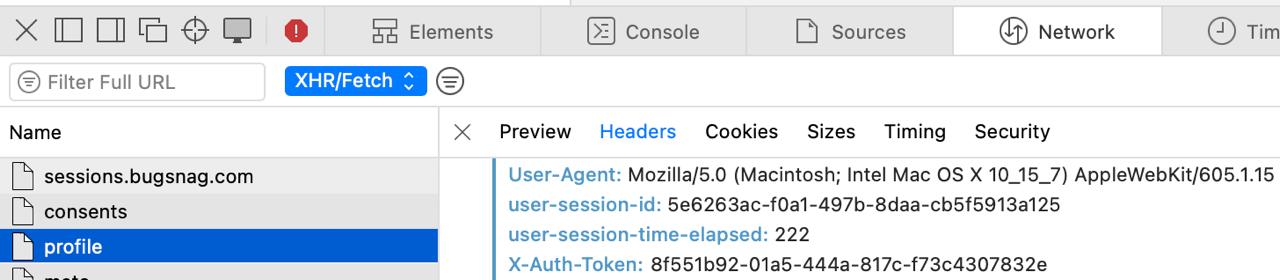 Elements Console Sources Network Tim
Filter Full URL XHR/Fetch
Name Preview Headers Cookies Sizes Timing Security
sessions.bugsnag.com
consents
profile
User-Agent: Mozilla/5.0 (Macintosh; Intel Mac OS X 10_15_7) AppleWebKit/605.1.15
user-session-id: 5e6263ac-f0a1-497b-8daa-cb5f5913a125
user-session-time-elapsed: 222
X-Auth-Token: 8f551b92-01a5-444a-817c-f73c4307832e